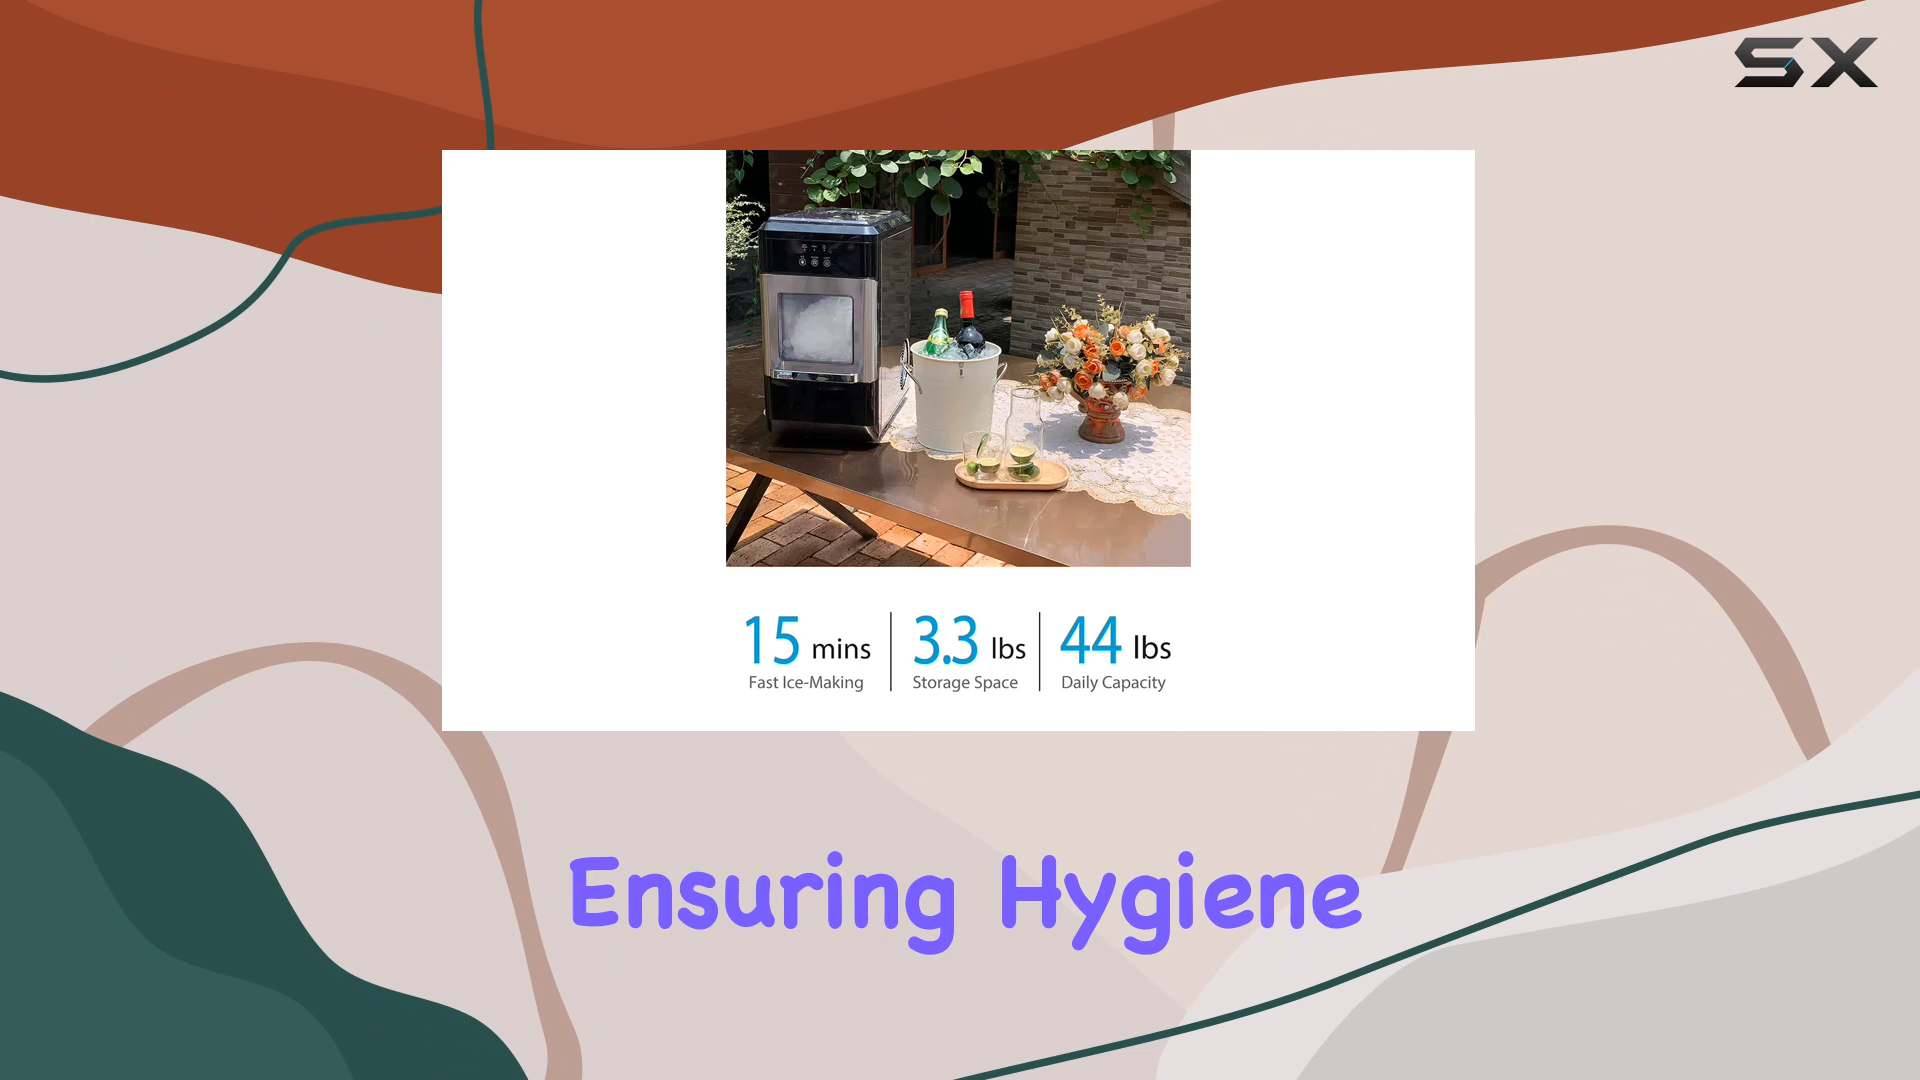 SX
15 mins
Fast Ice-Making
3.3 lbs
Storage Space
44 lbs
Daily Capacity
Ensuring Hygiene